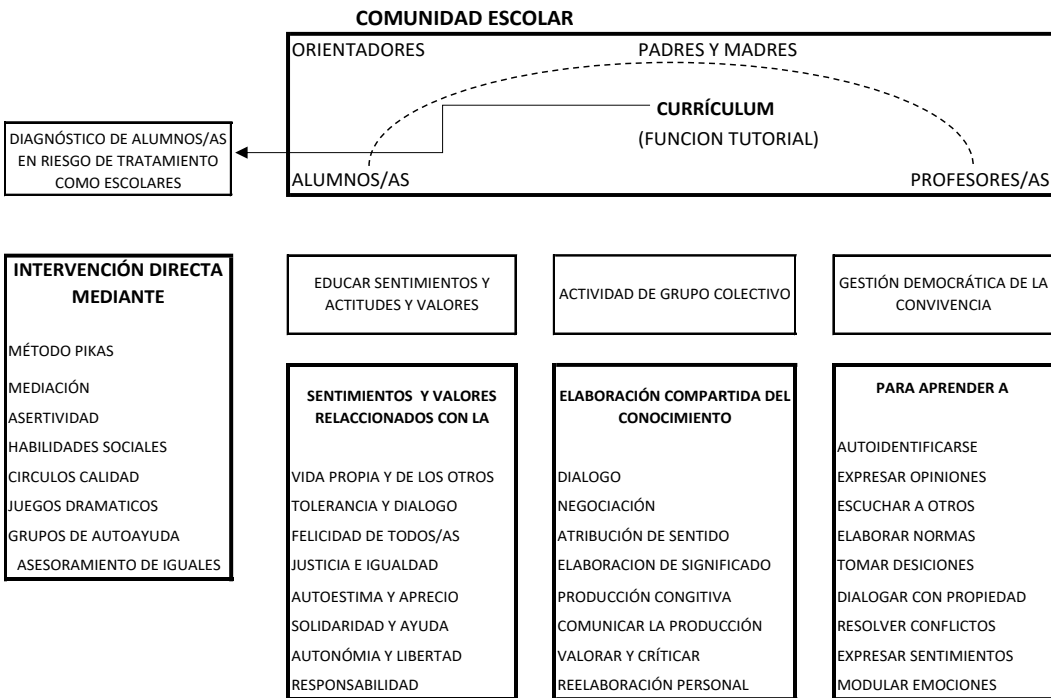 COMUNIDAD ESCOLAR
ORIENTADORES
PADRES Y MADRES
CURRÍCULUM
(FUNCION TUTORIAL)
ALUMNOS/AS
PROFESORES/AS
DIAGNÓSTICO DE ALUMNOS/AS
EN RIESGO DE TRATAMIENTO
COMO ESCOLARES
INTERVENCIÓN DIRECTA
MEDIANTE
MÉTODO PIKAS
MEDIACIÓN
ASERTIVIDAD
HABILIDADES SOCIALES
CIRCULOS CALIDAD
JUEGOS DRAMATICOS
GRUPOS DE AUTOAYUDA
ASESORAMIENTO DE IGUALES
EDUCAR SENTIMIENTOS Y
ACTITUDES Y VALORES
SENTIMIENTOS Y VALORES
RELACCIONADOS CON LA
VIDA PROPIA Y DE LOS OTROS
TOLERANCIA Y DIALOGO
FELICIDAD DE TODOS/AS
JUSTICIA E IGUALDAD
AUTOESTIMA Y APRECIO
SOLIDARIDAD Y AYUDA
AUTONÓMIA Y LIBERTAD
RESPONSABILIDAD
ACTIVIDAD DE GRUPO COLECTIVO
ELABORACIÓN COMPARTIDA DEL
CONOCIMIENTO
DIALOGO
NEGOCIACIÓN
ATRIBUCIÓN DE SENTIDO
ELABORACION DE SIGNIFICADO
PRODUCCIÓN CONGITIVA
COMUNICAR LA PRODUCCIÓN
VALORAR Y CRÍTICAR
REELABORACIÓN PERSONAL
GESTIÓN DEMOCRÁTICA DE LA
CONVIVENCIA
PARA APRENDER A
AUTOIDENTIFICARSE
EXPRESAR OPINIONES
ESCUCHAR A OTROS
ELABORAR NORMAS
TOMAR DESICIONES
DIALOGAR CON PROPIEDAD
RESOLVER CONFLICTOS
EXPRESAR SENTIMIENTOS
MODULAR EMOCIONES